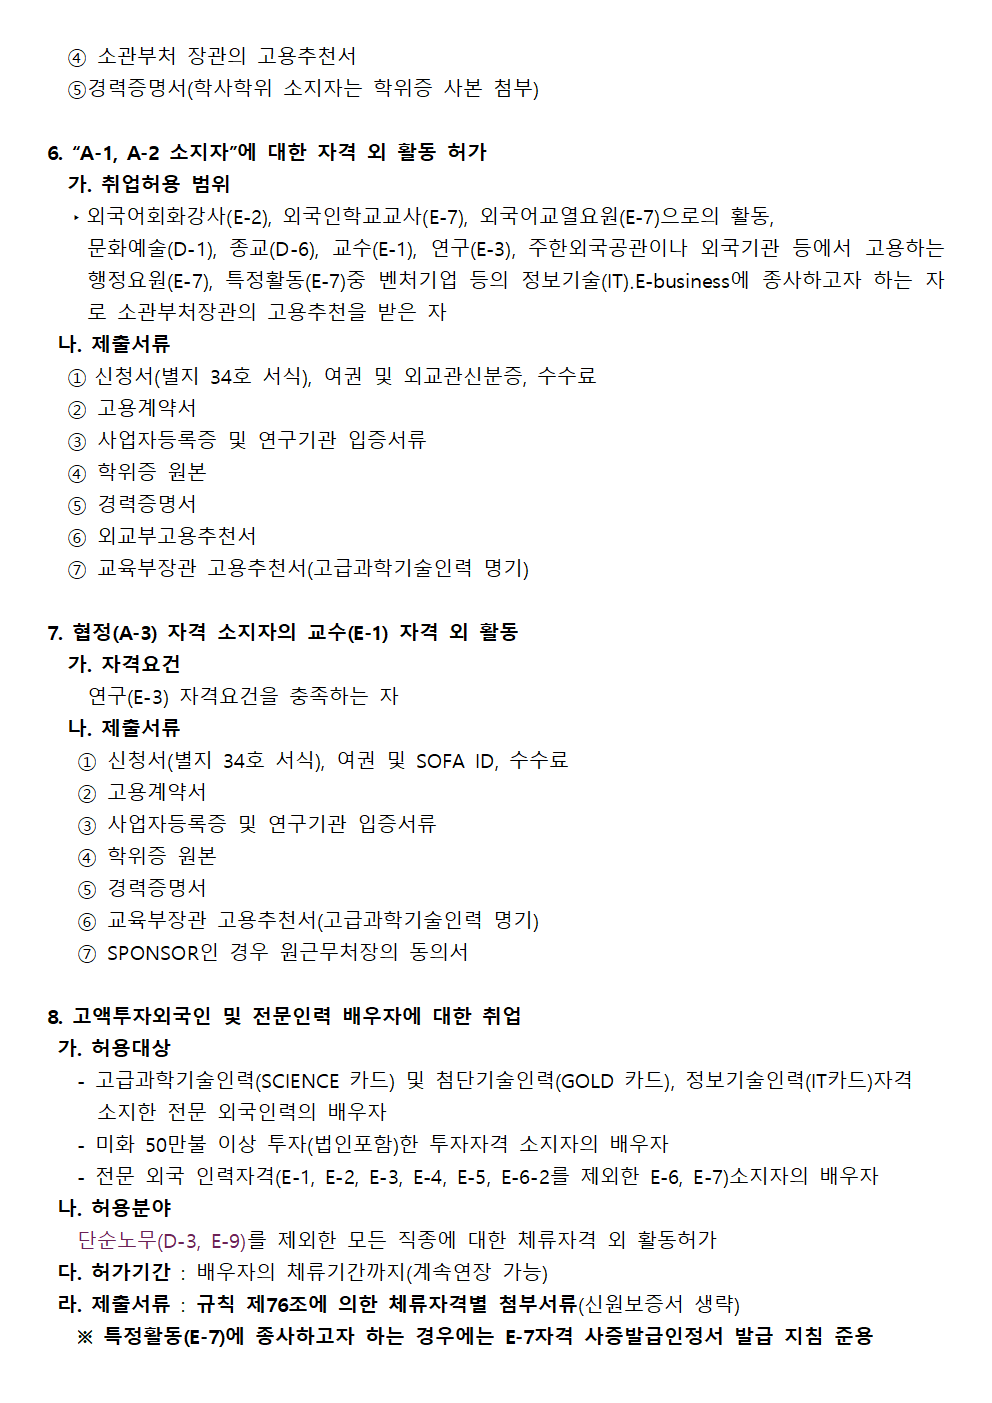 ④ 소관부처 장관의 고용추천서
⑤경력증명서(학사학위 소지자는 학위증 사본 첨부)
6. “A-1, A-2 소지자”에 대한 자격 외 활동 허가
가. 취업허용 범위
‣ 외국어회화강사(E-2), 외국인학교교사(E-7), 외국어교열요원(E-7)으로의 활동,
문화예술(D-1), 종교(D-6), 교수(E-1), 연구(E-3), 주한외국공관이나 외국기관 등에서 고용하는
행정요원(E-7), 특정활동(E-7)중 벤처기업 등의 정보기술(IT).E-business에 종사하고자 하는 자
로 소관부처장관의 고용추천을 받은 자
나. 제출서류
① 신청서(별지 34호 서식), 여권 및 외교관신분증, 수수료
② 고용계약서
③ 사업자등록증 및 연구기관 입증서류
④ 학위증 원본
⑤ 경력증명서
⑥ 외교부고용추천서
⑦ 교육부장관 고용추천서(고급과학기술인력 명기)
7. 협정(A-3) 자격 소지자의 교수(E-1) 자격 외 활동
가. 자격요건
연구(E-3) 자격요건을 충족하는 자
나. 제출서류
① 신청서(별지 34호 서식), 여권 및 SOFA ID, 수수료
② 고용계약서
③ 사업자등록증 및 연구기관 입증서류
④ 학위증 원본
⑤ 경력증명서
⑥ 교육부장관 고용추천서(고급과학기술인력 명기)
⑦ SPONSOR인 경우 원근무처장의 동의서
8. 고액투자외국인 및 전문인력 배우자에 대한 취업
가. 허용대상
- 고급과학기술인력(SCIENCE 카드) 및 첨단기술인력(GOLD 카드), 정보기술인력(IT카드)자격
소지한 전문 외국인력의 배우자
- 미화 50만불 이상 투자(법인포함)한 투자자격 소지자의 배우자
- 전문 외국 인력자격(E-1, E-2, E-3, E-4, E-5, E-6-2를 제외한 E-6, E-7)소지자의 배우자
나. 허용분야
단순노무(D-3, E-9)를 제외한 모든 직종에 대한 체류자격 외 활동허가
다. 허가기간 : 배우자의 체류기간까지(계속연장 가능)
라. 제출서류 : 규칙 제76조에 의한 체류자격별 첨부서류(신원보증서 생략)
※ 특정활동(E-7)에 종사하고자 하는 경우에는 E-7자격 사증발급인정서 발급 지침 준용